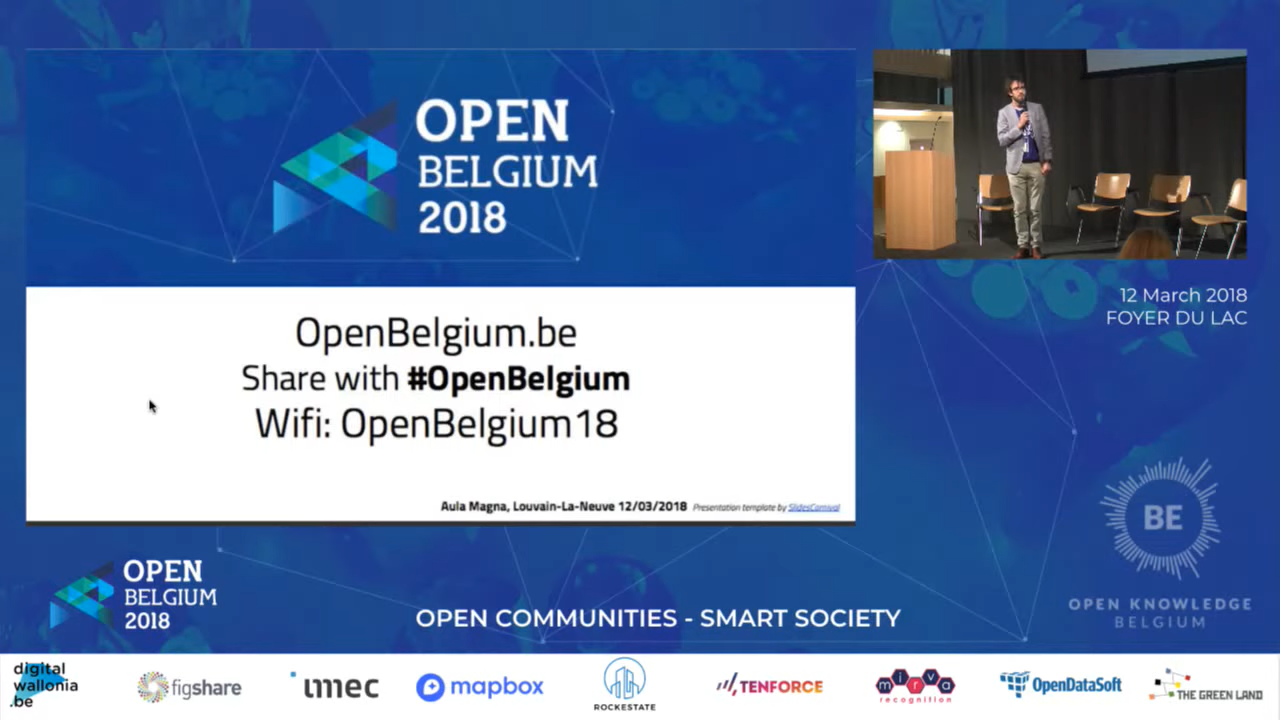 OPEN
BELGIUM
2018
OpenBelgium.be
Share with #OpenBelgium
Wifi: OpenBelgium18
Aula Magna, Louvain-La-Neuve 12/03/2018 Presentation template by SlidesCarnival
12 March 2018
FOYER DU LAC
BE
OPEN KNOWLEDGE
BELGIUM
OPEN
BELGIUM
2018
OPEN COMMUNITIES - SMART SOCIETY
digital
wallonia
.be
figshare
imec
mapbox
ROCKESTATE
TENFORCE
mirva
recognition
OpenDataSoft
THE GREEN LAND